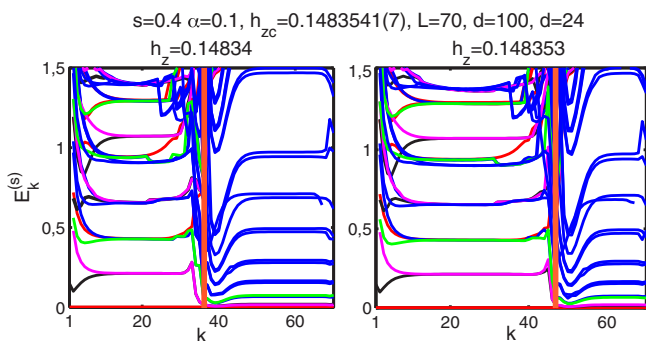 s=0.4 α=0.1, h_zc=0.1483541(7), L=70, d=100, d=24
h_z=0.14834 h_z=0.148353
1.5 1.5
1 1
0.5 0.5
0 0
1 20 40 60 1 20 40 60
k k
E_k^(s)